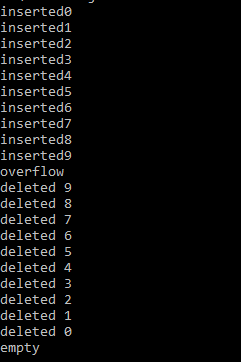 inserted0
inserted1
inserted2
inserted3
inserted4
inserted5
inserted6
inserted7
inserted8
inserted9
overflow
deleted 9
deleted 8
deleted 7
deleted 6
deleted 5
deleted 4
deleted 3
deleted 2
deleted 1
deleted 0
empty